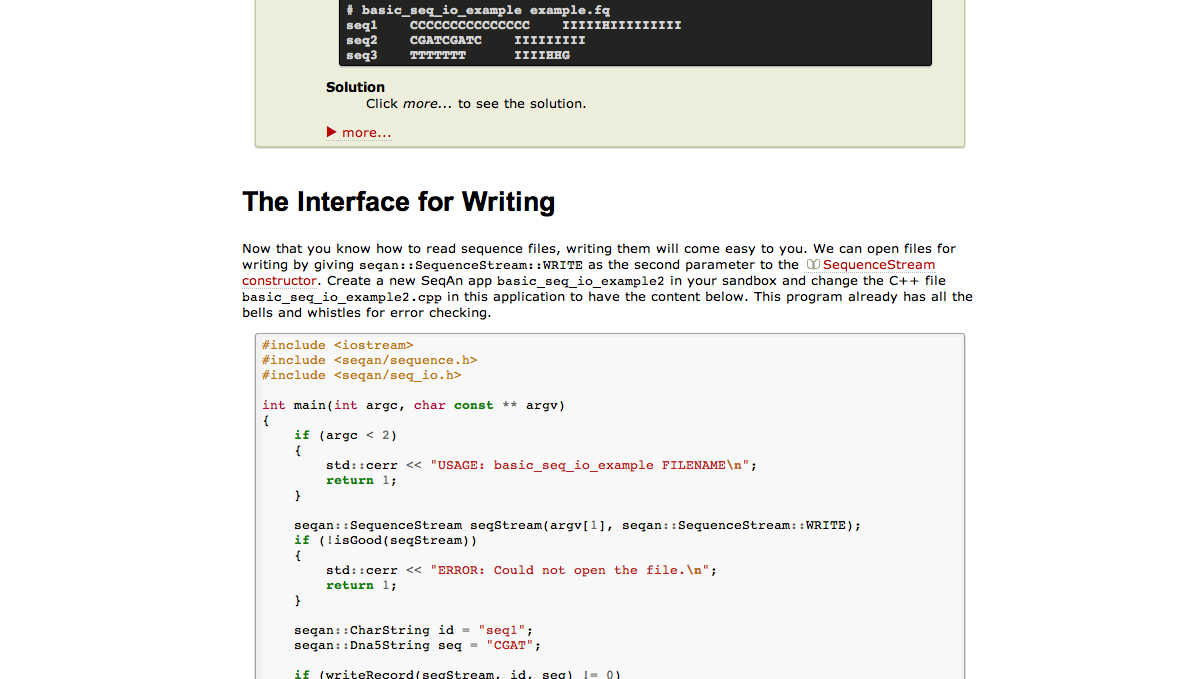 # basic_seq_io_example example.fq
seq1    CCCCCCCCCCCCCCC    IIIIIHIIIIIIIII
seq2    CGATCGATC    IIIIIIIII
seq3    TTTTTTT      IIIIHHG
Solution
Click more... to see the solution.
▶ more...
The Interface for Writing
Now that you know how to read sequence files, writing them will come easy to you. We can open files for
writing by giving seqan::SequenceStream::WRITE as the second parameter to the SequenceStream
constructor. Create a new SeqAn app basic_seq_io_example2 in your sandbox and change the C++ file
basic_seq_io_example2.cpp in this application to have the content below. This program already has all the
bells and whistles for error checking.
#include <iostream>
#include <seqan/sequence.h>
#include <seqan/seq_io.h>
int main(int argc, char const ** argv)
{
    if (argc < 2)
    {
        std::cerr << "USAGE: basic_seq_io_example FILENAME\n";
        return 1;
    }
    seqan::SequenceStream seqStream(argv[1], seqan::SequenceStream::WRITE);
    if (!isGood(seqStream))
    {
        std::cerr << "ERROR: Could not open the file.\n";
        return 1;
    }
    seqan::CharString id = "seq1";
    seqan::Dna5String seq = "CGAT";
    if (writeRecord(seqStream, id, seq) != 0)